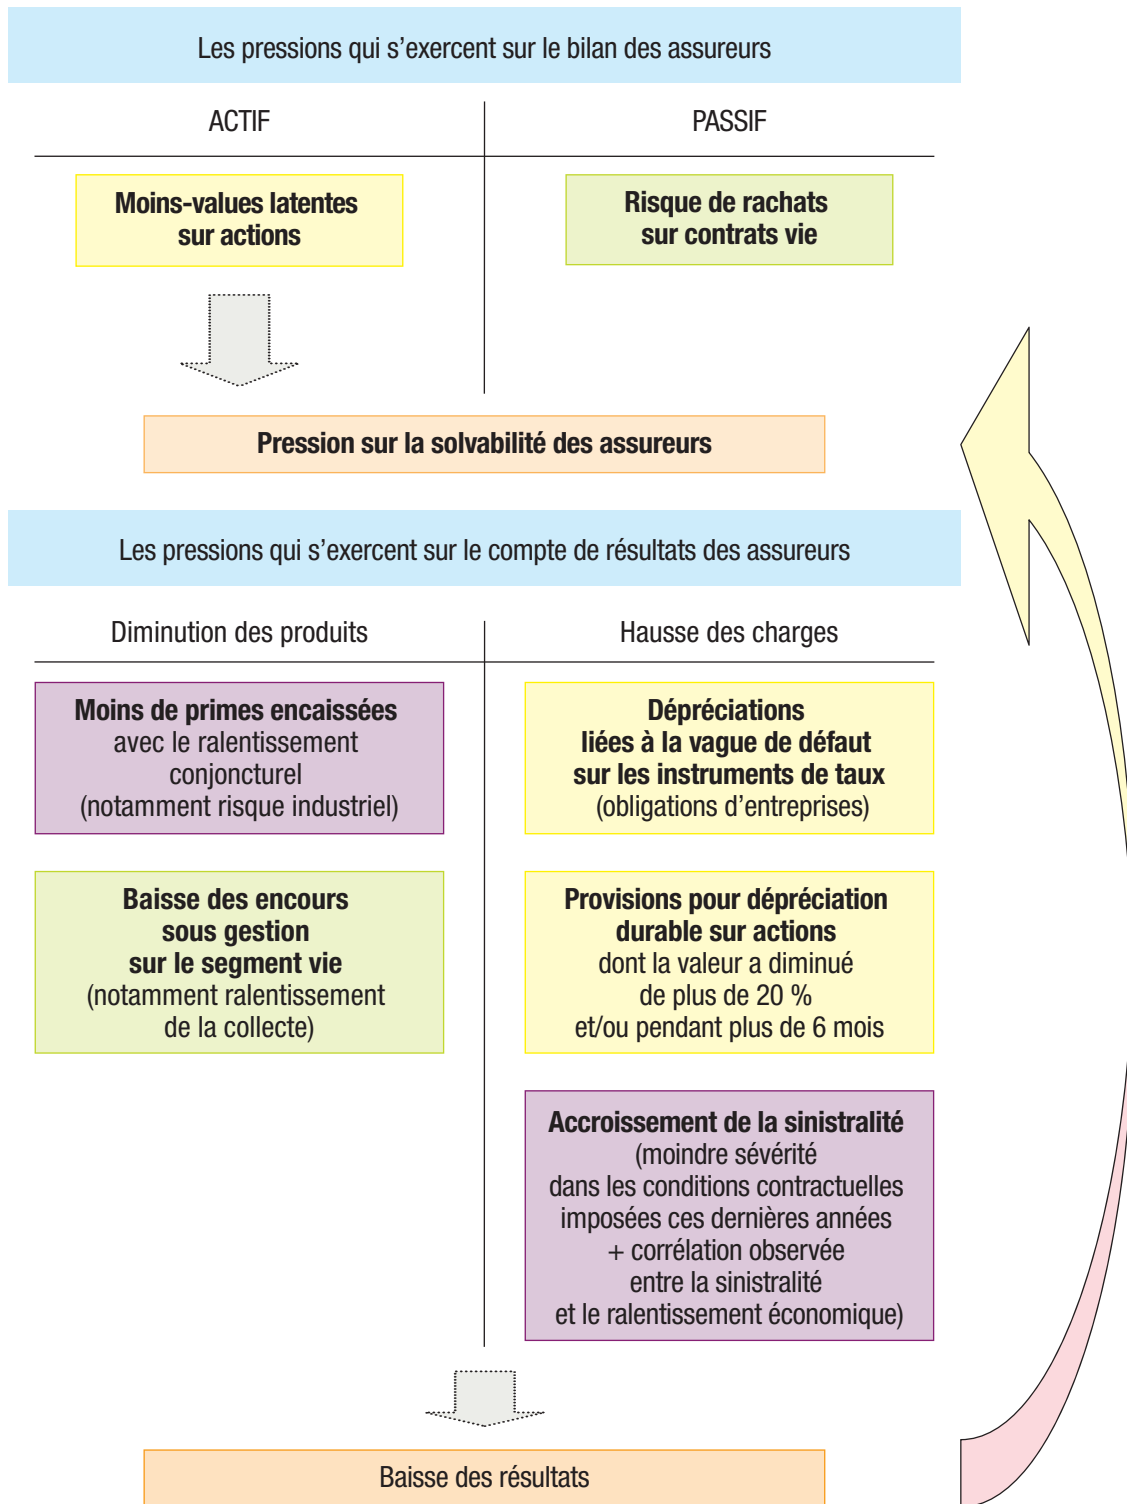 Les pressions qui s’exercent sur le bilan des assureurs
ACTIF
PASSIF
Moins-values latentes
sur actions
Risque de rachats
sur contrats vie
Pression sur la solvabilité des assureurs
Les pressions qui s’exercent sur le compte de résultats des assureurs
Diminution des produits
Hausse des charges
Moins de primes encaissées
avec le ralentissement
conjoncturel
(notamment risque industriel)
Baisse des encours
sous gestion
sur le segment vie
(notamment ralentissement
de la collecte)
Dépréciations
liées à la vague de défaut
sur les instruments de taux
(obligations d’entreprises)
Provisions pour dépréciation
durable sur actions
dont la valeur a diminué
de plus de 20 %
et/ou pendant plus de 6 mois
Accroissement de la sinistralité
(moindre sévérité
dans les conditions contractuelles
imposées ces dernières années
+ corrélation observée
entre la sinistralité
et le ralentissement économique)
Baisse des résultats